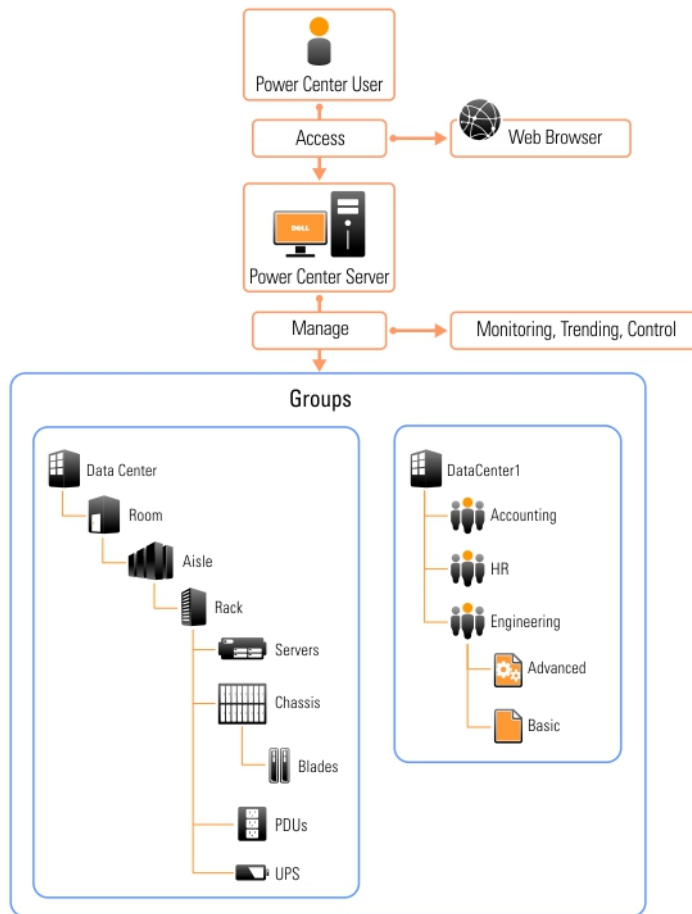 Power Center User
Access
Web Browser
DELL
Power Center Server
Manage
Monitoring, Trending, Control
Groups
Data Center
Room
Aisle
Rack
Servers
Chassis
Blades
PDUs
UPS
DataCenter1
Accounting
HR
Engineering
Advanced
Basic